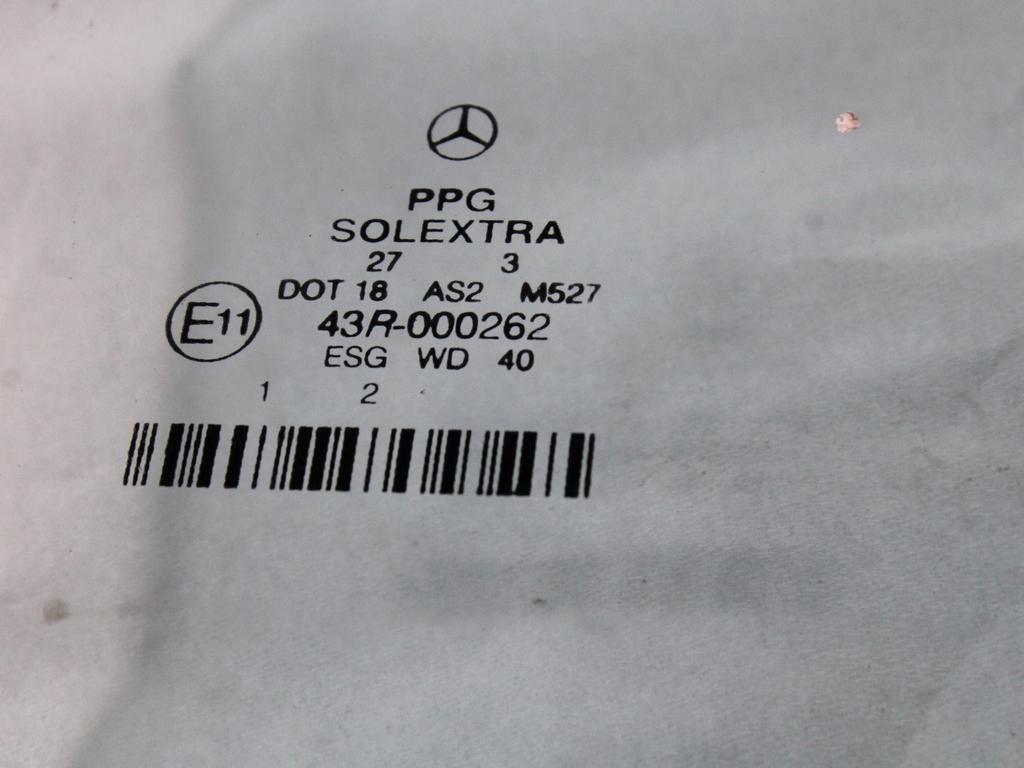 PPG
SOLEXTRA
27 3
DOT 18 AS2 M527
E11 43R-000262
ESG WD 40
1 2